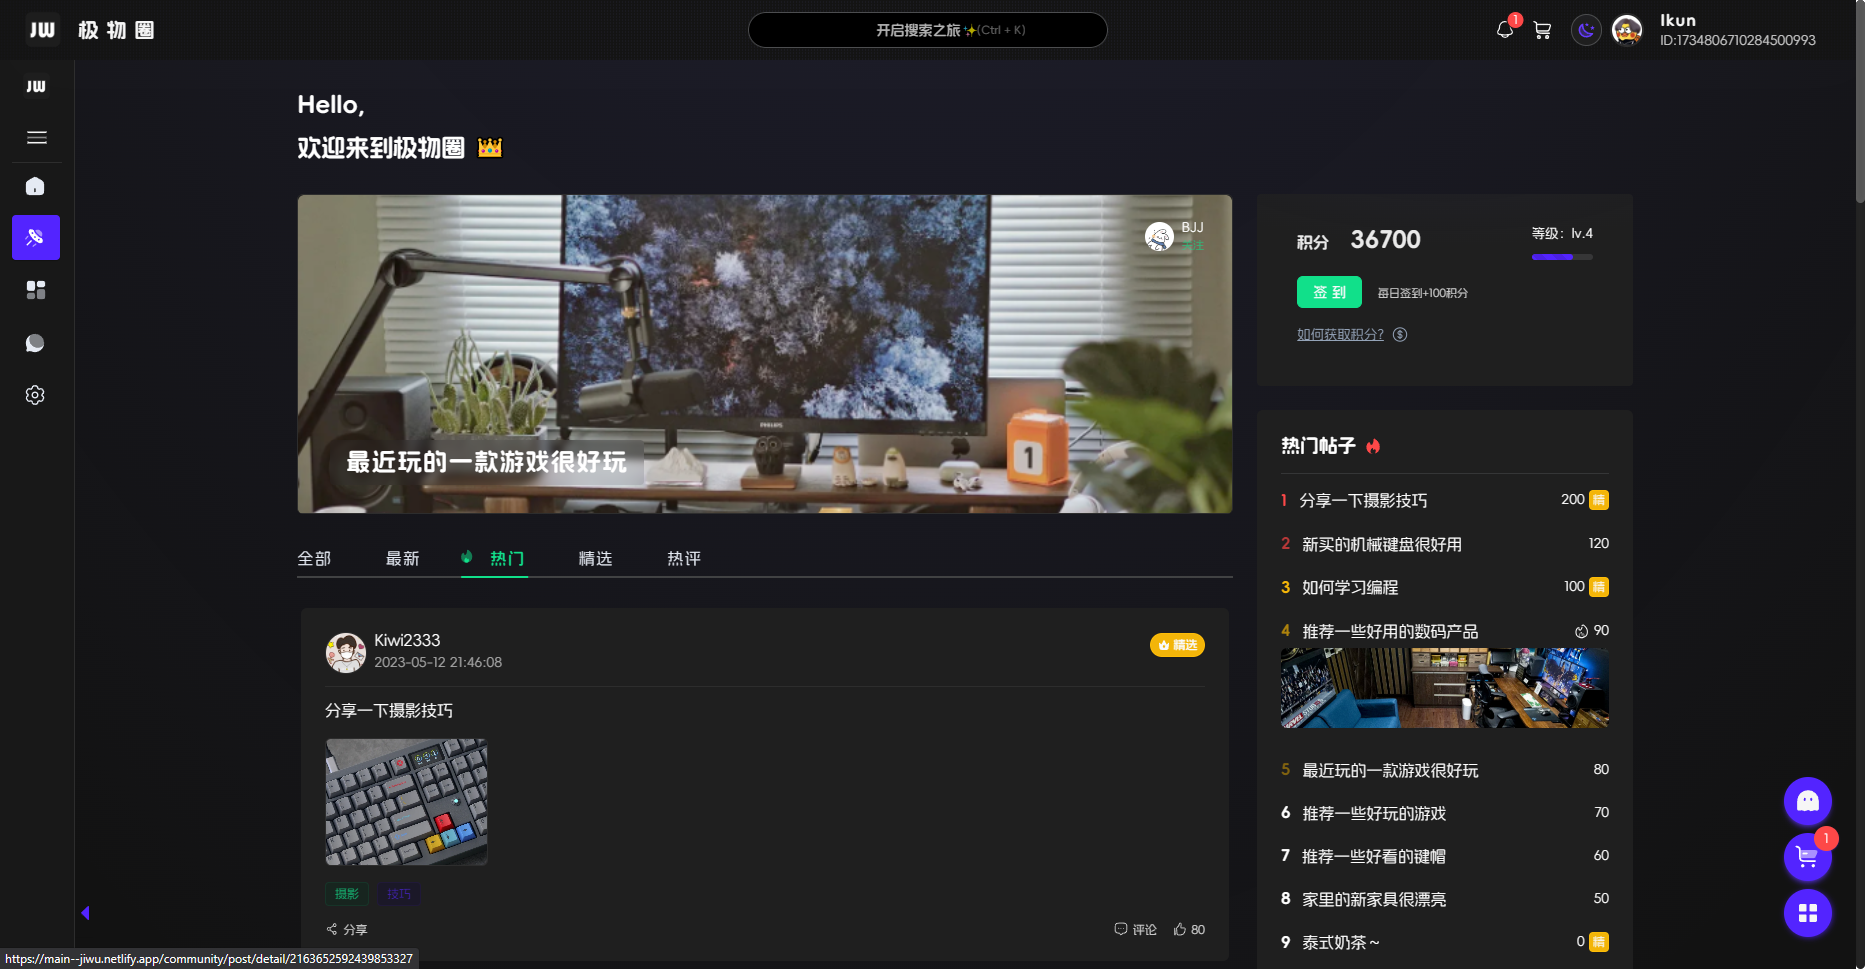 JW 极物圈
开启搜索之旅✨(Ctrl + K)
1
Ikun
ID:1734806710284500993
JW
Hello,
欢迎来到极物圈 👑
BJJ
关注
PHILIPS
1
最近玩的一款游戏很好玩
积分 36700
等级：lv.4
签到 每日签到+100积分
如何获取积分?
全部 最新 热门 精选 热评
Kiwi2333
2023-05-12 21:46:08
精选
分享一下摄影技巧
摄影 技巧
分享 评论 80
热门帖子
1 分享一下摄影技巧 200 精
2 新买的机械键盘很好用 120
3 如何学习编程 100 精
4 推荐一些好用的数码产品 90
5 最近玩的一款游戏很好玩 80
6 推荐一些好玩的游戏 70
7 推荐一些好看的键帽 60
8 家里的新家具很漂亮 50
9 泰式奶茶 ~ 0 精
1
https://main--jiwu.netlify.app/community/post/detail/2163652592439853327